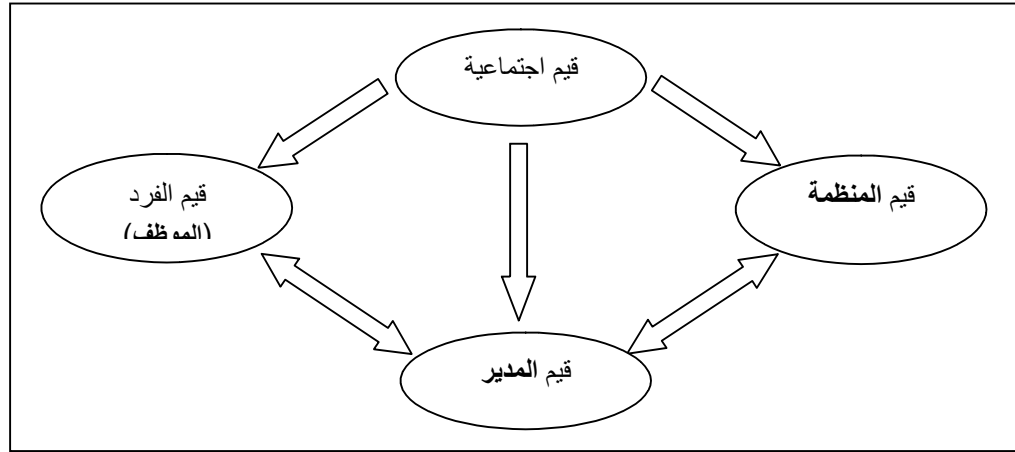 قيم اجتماعية
قيم المنظمة
قيم الفرد
(الموظف)
قيم المدير